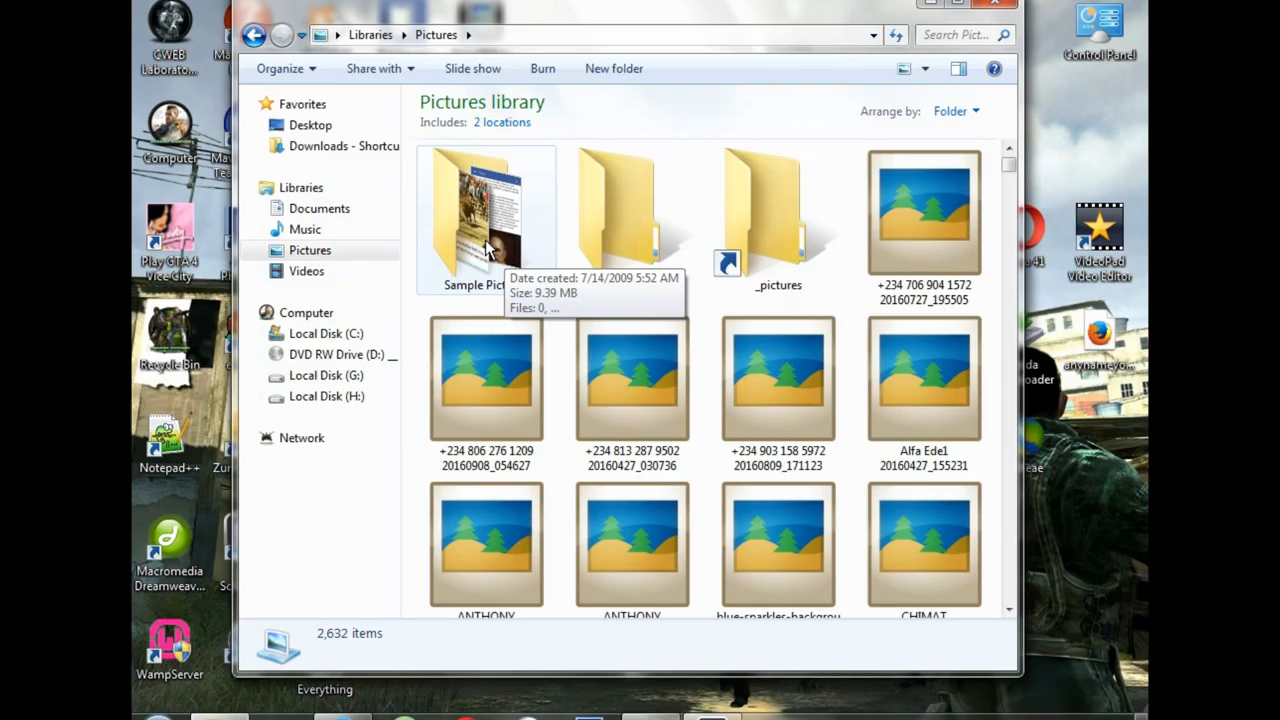 CWEB
Laborato...
Computer
Play GTA 4
Vice City
Recycle Bin
Notepad++
Macromedia
Dreamweav...
WampServer
Libraries
Pictures
Search Pict...
Organize
Share with
Slide show
Burn
New folder
Favorites
Desktop
Downloads - Shortcu
Libraries
Documents
Music
Pictures
Videos
Computer
Local Disk (C:)
DVD RW Drive (D:) __
Local Disk (G:)
Local Disk (H:)
Network
Pictures library
Includes: 2 locations
Arrange by: Folder
Sample Pict
Date created: 7/14/2009 5:52 AM
Size: 9.39 MB
Files: 0, ...
_pictures
+234 706 904 1572
20160727_195505
+234 806 276 1209
20160908_054627
+234 813 287 9502
20160427_030736
+234 903 158 5972
20160809_171123
Alfa Ede1
20160427_155231
ANTHONY
ANTHONY
blue-sparkles-backgrou
CHIMAT
2,632 items
Everything
Control Panel
VideoPad
Video Editor
anynameyo...